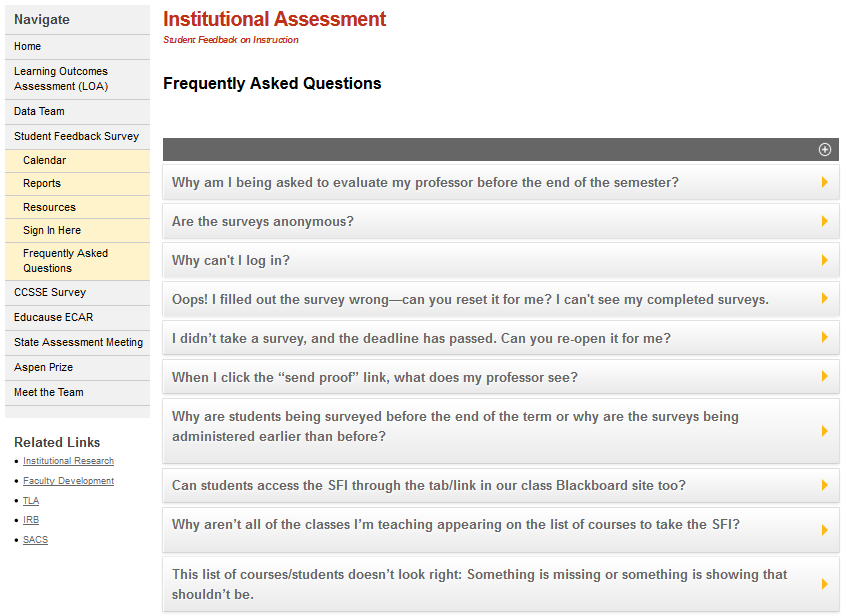 Navigate
Home
Learning Outcomes
Assessment (LOA)
Data Team
Student Feedback Survey
Calendar
Reports
Resources
Sign In Here
Frequently Asked
Questions
CCSSE Survey
Educause ECAR
State Assessment Meeting
Aspen Prize
Meet the Team
Related Links
Institutional Research
Faculty Development
TLA
IRB
SACS
Institutional Assessment
Student Feedback on Instruction
Frequently Asked Questions
Why am I being asked to evaluate my professor before the end of the semester?
Are the surveys anonymous?
Why can't I log in?
Oops! I filled out the survey wrong—can you reset it for me? I can't see my completed surveys.
I didn’t take a survey, and the deadline has passed. Can you re-open it for me?
When I click the “send proof” link, what does my professor see?
Why are students being surveyed before the end of the term or why are the surveys being
administered earlier than before?
Can students access the SFI through the tab/link in our class Blackboard site too?
Why aren’t all of the classes I’m teaching appearing on the list of courses to take the SFI?
This list of courses/students doesn’t look right: Something is missing or something is showing that
shouldn’t be.